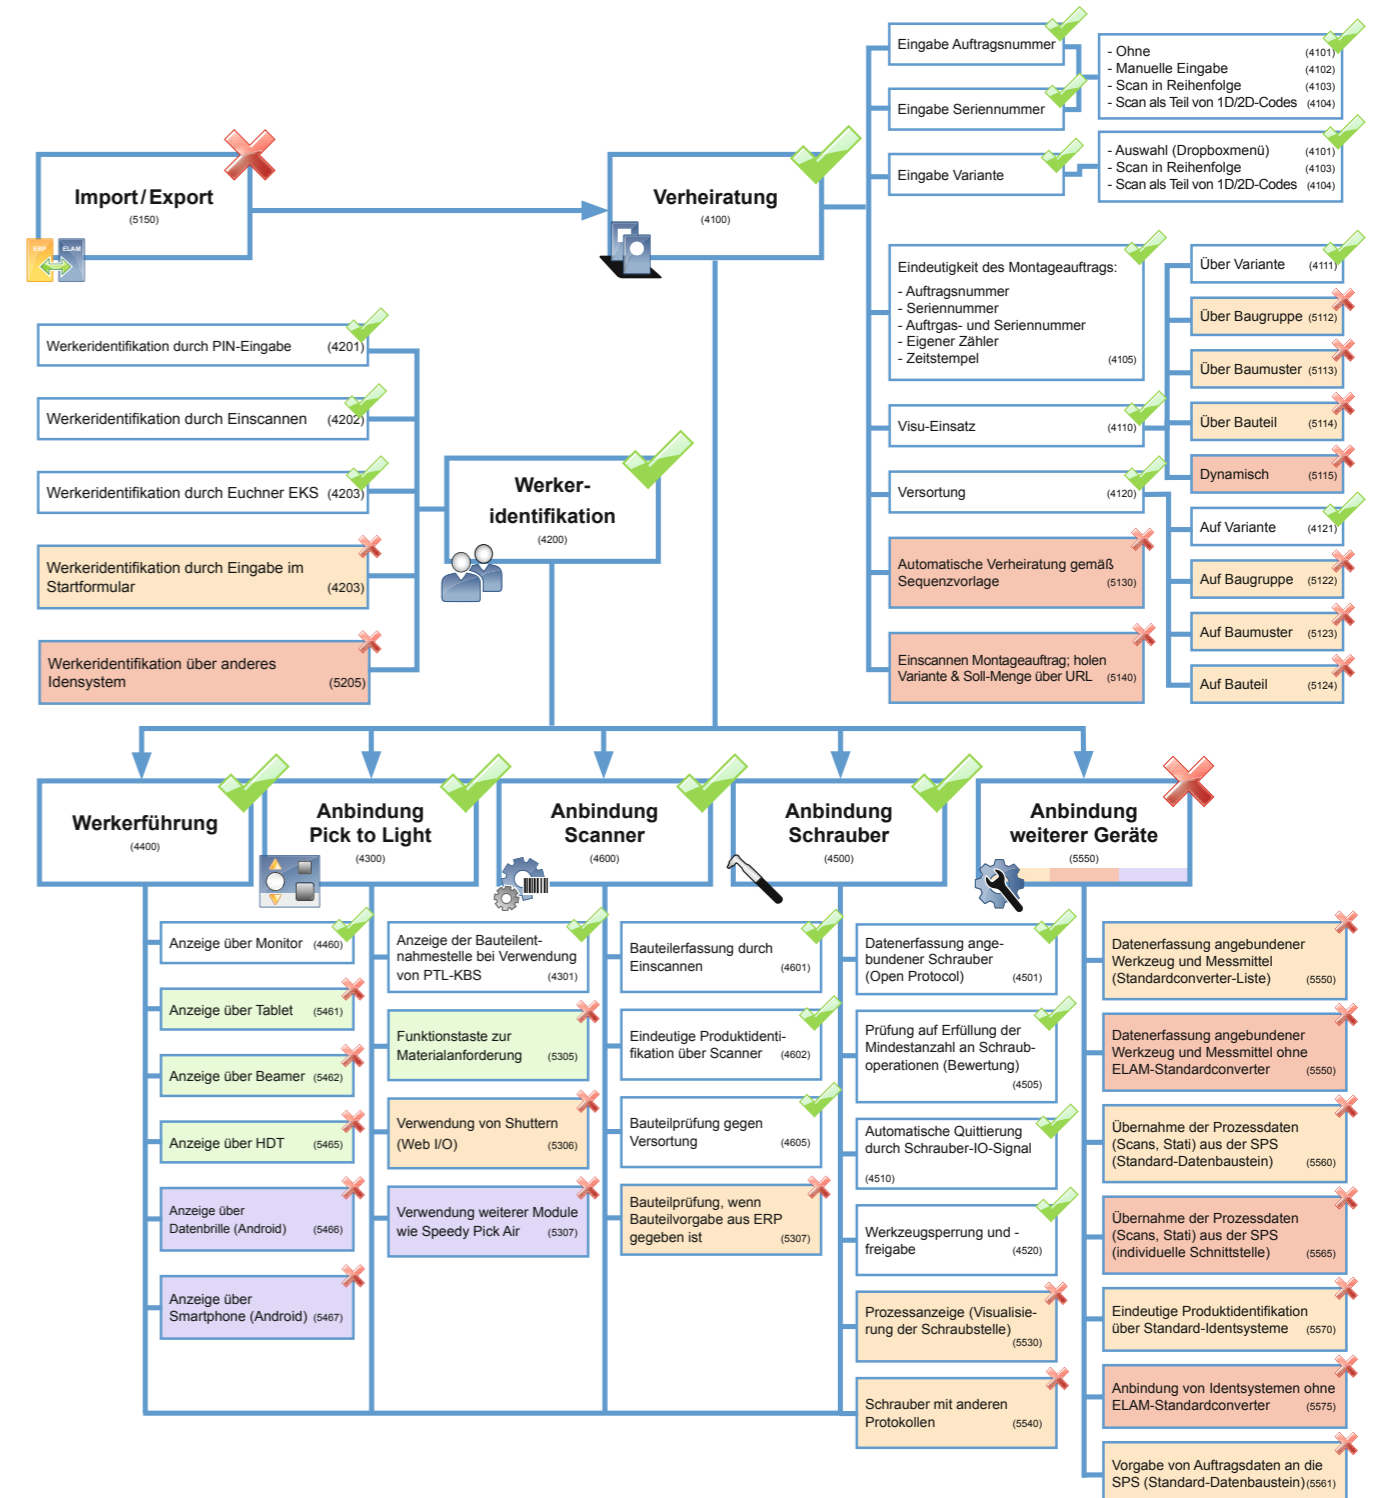 Import / Export
(5150)
ERP
ELAM
Verheiratung
(4100)
Eingabe Auftragsnummer
Eingabe Seriennummer
Eingabe Variante
- Ohne (4101)
- Manuelle Eingabe (4102)
- Scan in Reihenfolge (4103)
- Scan als Teil von 1D/2D-Codes (4104)
- Auswahl (Dropboxmenü) (4101)
- Scan in Reihenfolge (4103)
- Scan als Teil von 1D/2D-Codes (4104)
Eindeutigkeit des Montageauftrags:
- Auftragsnummer
- Seriennummer
- Auftrgas- und Seriennummer
- Eigener Zähler
- Zeitstempel (4105)
Visu-Einsatz (4110)
Versortung (4120)
Automatische Verheiratung gemäß
Sequenzvorlage (5130)
Einscannen Montageauftrag; holen
Variante & Soll-Menge über URL (5140)
Über Variante (4111)
Über Baugruppe (5112)
Über Baumuster (5113)
Über Bauteil (5114)
Dynamisch (5115)
Auf Variante (4121)
Auf Baugruppe (5122)
Auf Baumuster (5123)
Auf Bauteil (5124)
Werkeridentifikation durch PIN-Eingabe (4201)
Werkeridentifikation durch Einscannen (4202)
Werkeridentifikation durch Euchner EKS (4203)
Werkeridentifikation durch Eingabe im
Startformular (4203)
Werkeridentifikation über anderes
Idensystem (5205)
Werker-
identifikation
(4200)
Werkerführung
(4400)
Anzeige über Monitor (4460)
Anzeige über Tablet (5461)
Anzeige über Beamer (5462)
Anzeige über HDT (5465)
Anzeige über
Datenbrille (Android) (5466)
Anzeige über
Smartphone (Android) (5467)
Anbindung
Pick to Light
(4300)
Anzeige der Bauteilent-
nahmestelle bei Verwendung
von PTL-KBS (4301)
Funktionstaste zur
Materialanforderung (5305)
Verwendung von Shuttern
(Web I/O) (5306)
Verwendung weiterer Module
wie Speedy Pick Air (5307)
Anbindung
Scanner
(4600)
Bauteilerfassung durch
Einscannen (4601)
Eindeutige Produktidenti-
fikation über Scanner (4602)
Bauteilprüfung gegen
Versortung (4605)
Bauteilprüfung, wenn
Bauteilvorgabe aus ERP
gegeben ist (5307)
Anbindung
Schrauber
(4500)
Datenerfassung ange-
bundener Schrauber
(Open Protocol) (4501)
Prüfung auf Erfüllung der
Mindestanzahl an Schraub-
operationen (Bewertung)
(4505)
Automatische Quittierung
durch Schrauber-IO-Signal
(4510)
Werkzeugsperrung und -
freigabe (4520)
Prozessanzeige (Visualisie-
rung der Schraubstelle)
(5530)
Schrauber mit anderen
Protokollen (5540)
Anbindung
weiterer Geräte
(5550)
Datenerfassung angebundener
Werkzeug und Messmittel
(Standardconverter-Liste) (5550)
Datenerfassung angebundener
Werkzeug und Messmittel ohne
ELAM-Standardconverter (5550)
Übernahme der Prozessdaten
(Scans, Stati) aus der SPS
(Standard-Datenbaustein) (5560)
Übernahme der Prozessdaten
(Scans, Stati) aus der SPS
(individuelle Schnittstelle) (5565)
Eindeutige Produktidentifikation
über Standard-Identsysteme (5570)
Anbindung von Identsystemen ohne
ELAM-Standardconverter (5575)
Vorgabe von Auftragsdaten an die
SPS (Standard-Datenbaustein) (5561)